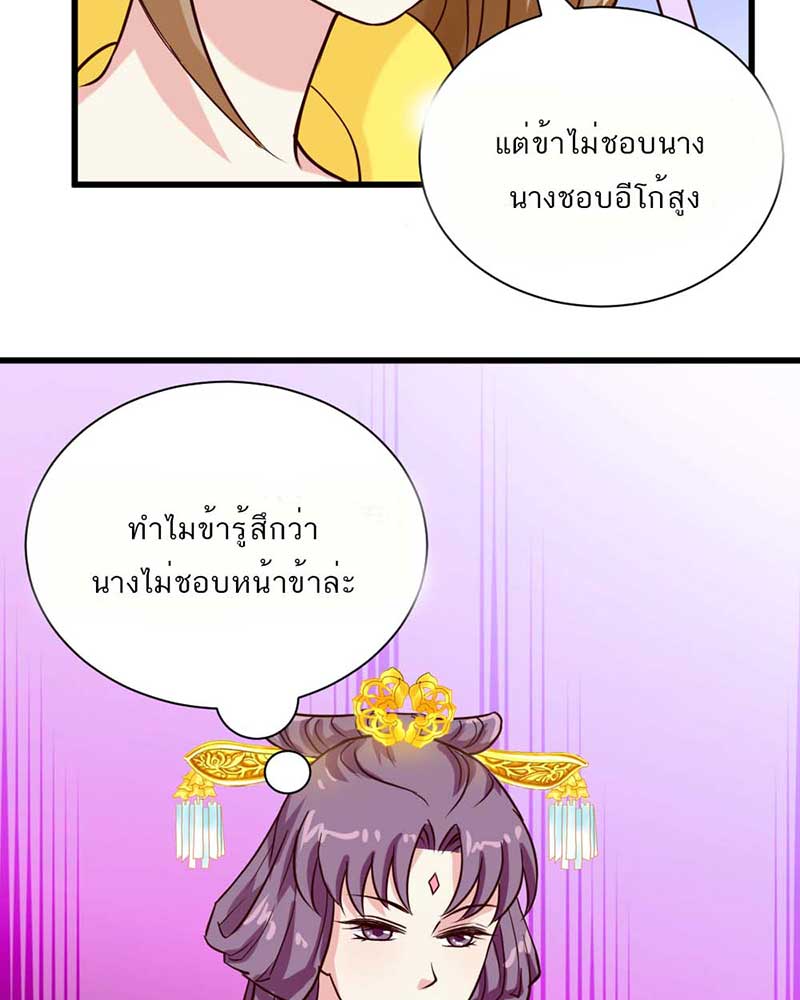 แต่ข้าไม่ชอบนาง
นางชอบอีโก้สูง
ทำไมข้ารู้สึกว่า
นางไม่ชอบหน้าข้าล่ะ